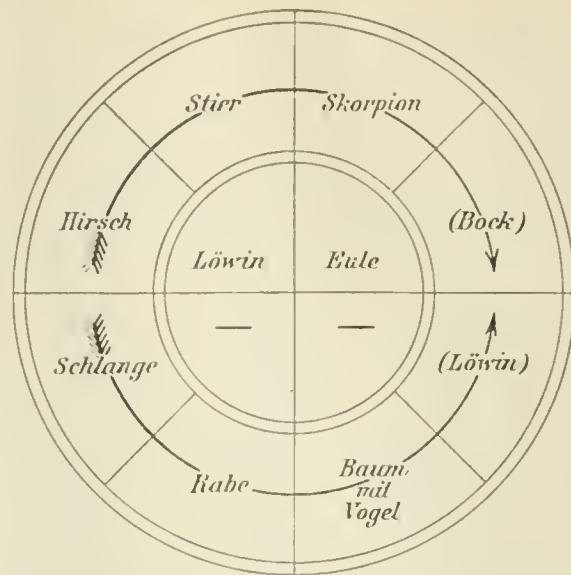 Stier
Skorpion
Hirsch
(Bock)
Löwin
Eule
Schlange
(Löwin)
Rabe
Baum
mit
Vogel